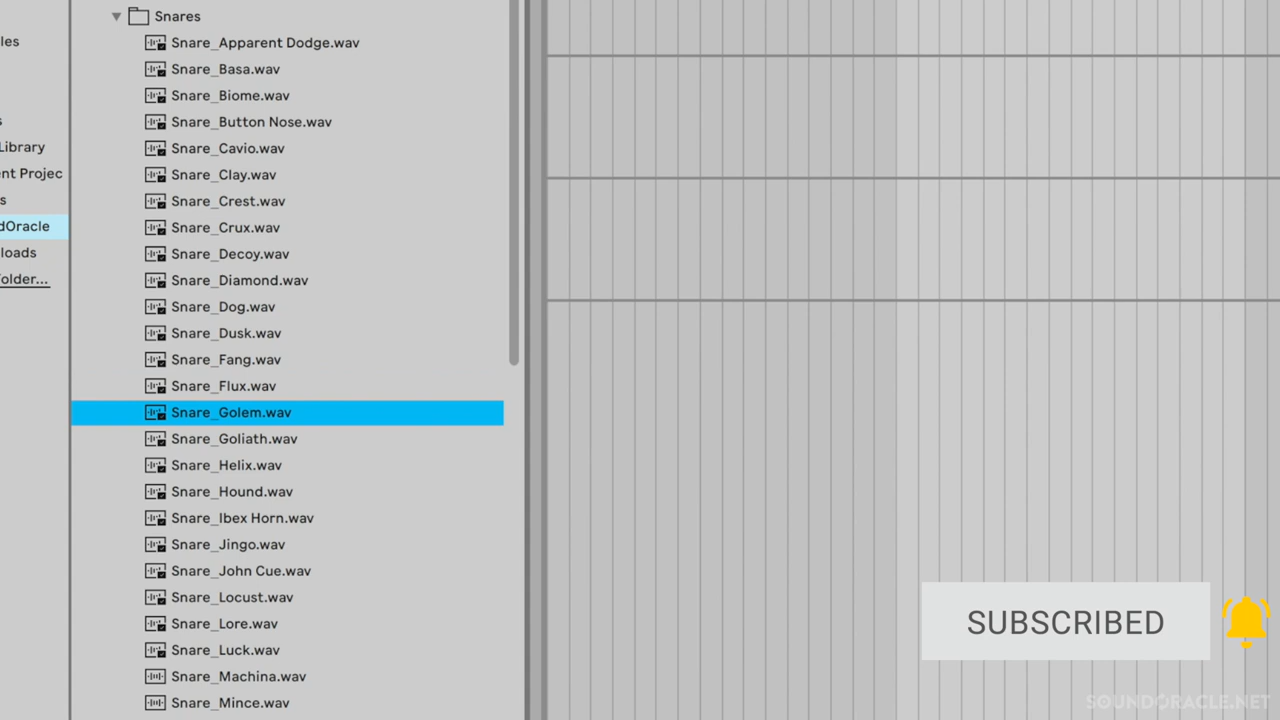 Snares
Snare_Apparent Dodge.wav
Snare_Basa.wav
Snare_Biome.wav
Snare_Button Nose.wav
Snare_Cavio.wav
Snare_Clay.wav
Snare_Crest.wav
Snare_Crux.wav
Snare_Decoy.wav
Snare_Diamond.wav
Snare_Dog.wav
Snare_Dusk.wav
Snare_Fang.wav
Snare_Flux.wav
Snare_Golem.wav
Snare_Goliath.wav
Snare_Helix.wav
Snare_Hound.wav
Snare_Ibex Horn.wav
Snare_Jingo.wav
Snare_John Cue.wav
Snare_Locust.wav
Snare_Lore.wav
Snare_Luck.wav
Snare_Machina.wav
Snare_Mince.wav
les
s
Library
ent Projec
s
dOracle
loads
Folder...
SUBSCRIBED
SOUNDORACLE.NET